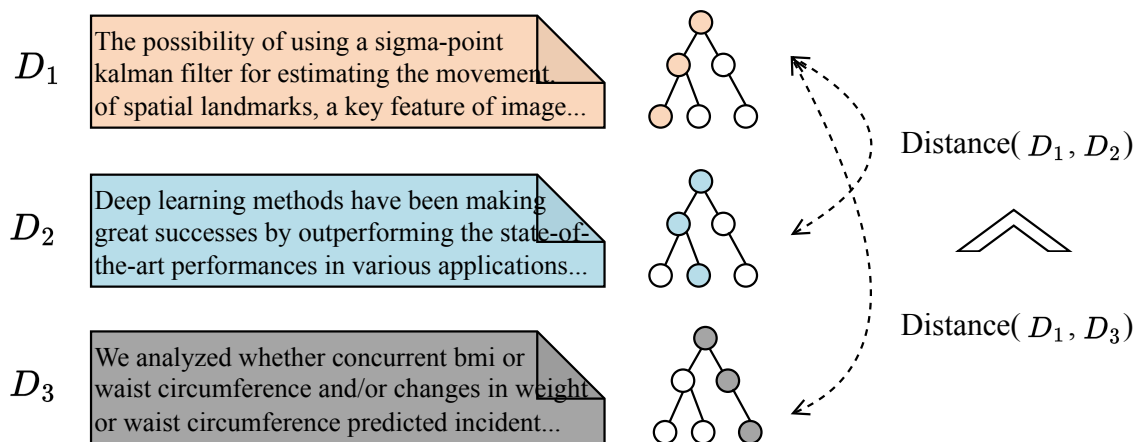 D1
The possibility of using a sigma-point
kalman filter for estimating the movement.
of spatial landmarks, a key feature of image...
Distance( D1, D2)
D2
Deep learning methods have been making
great successes by outperforming the state-of-
the-art performances in various applications...
Distance( D1, D3)
D3
We analyzed whether concurrent bmi or
waist circumference and/or changes in weight
or waist circumference predicted incident...